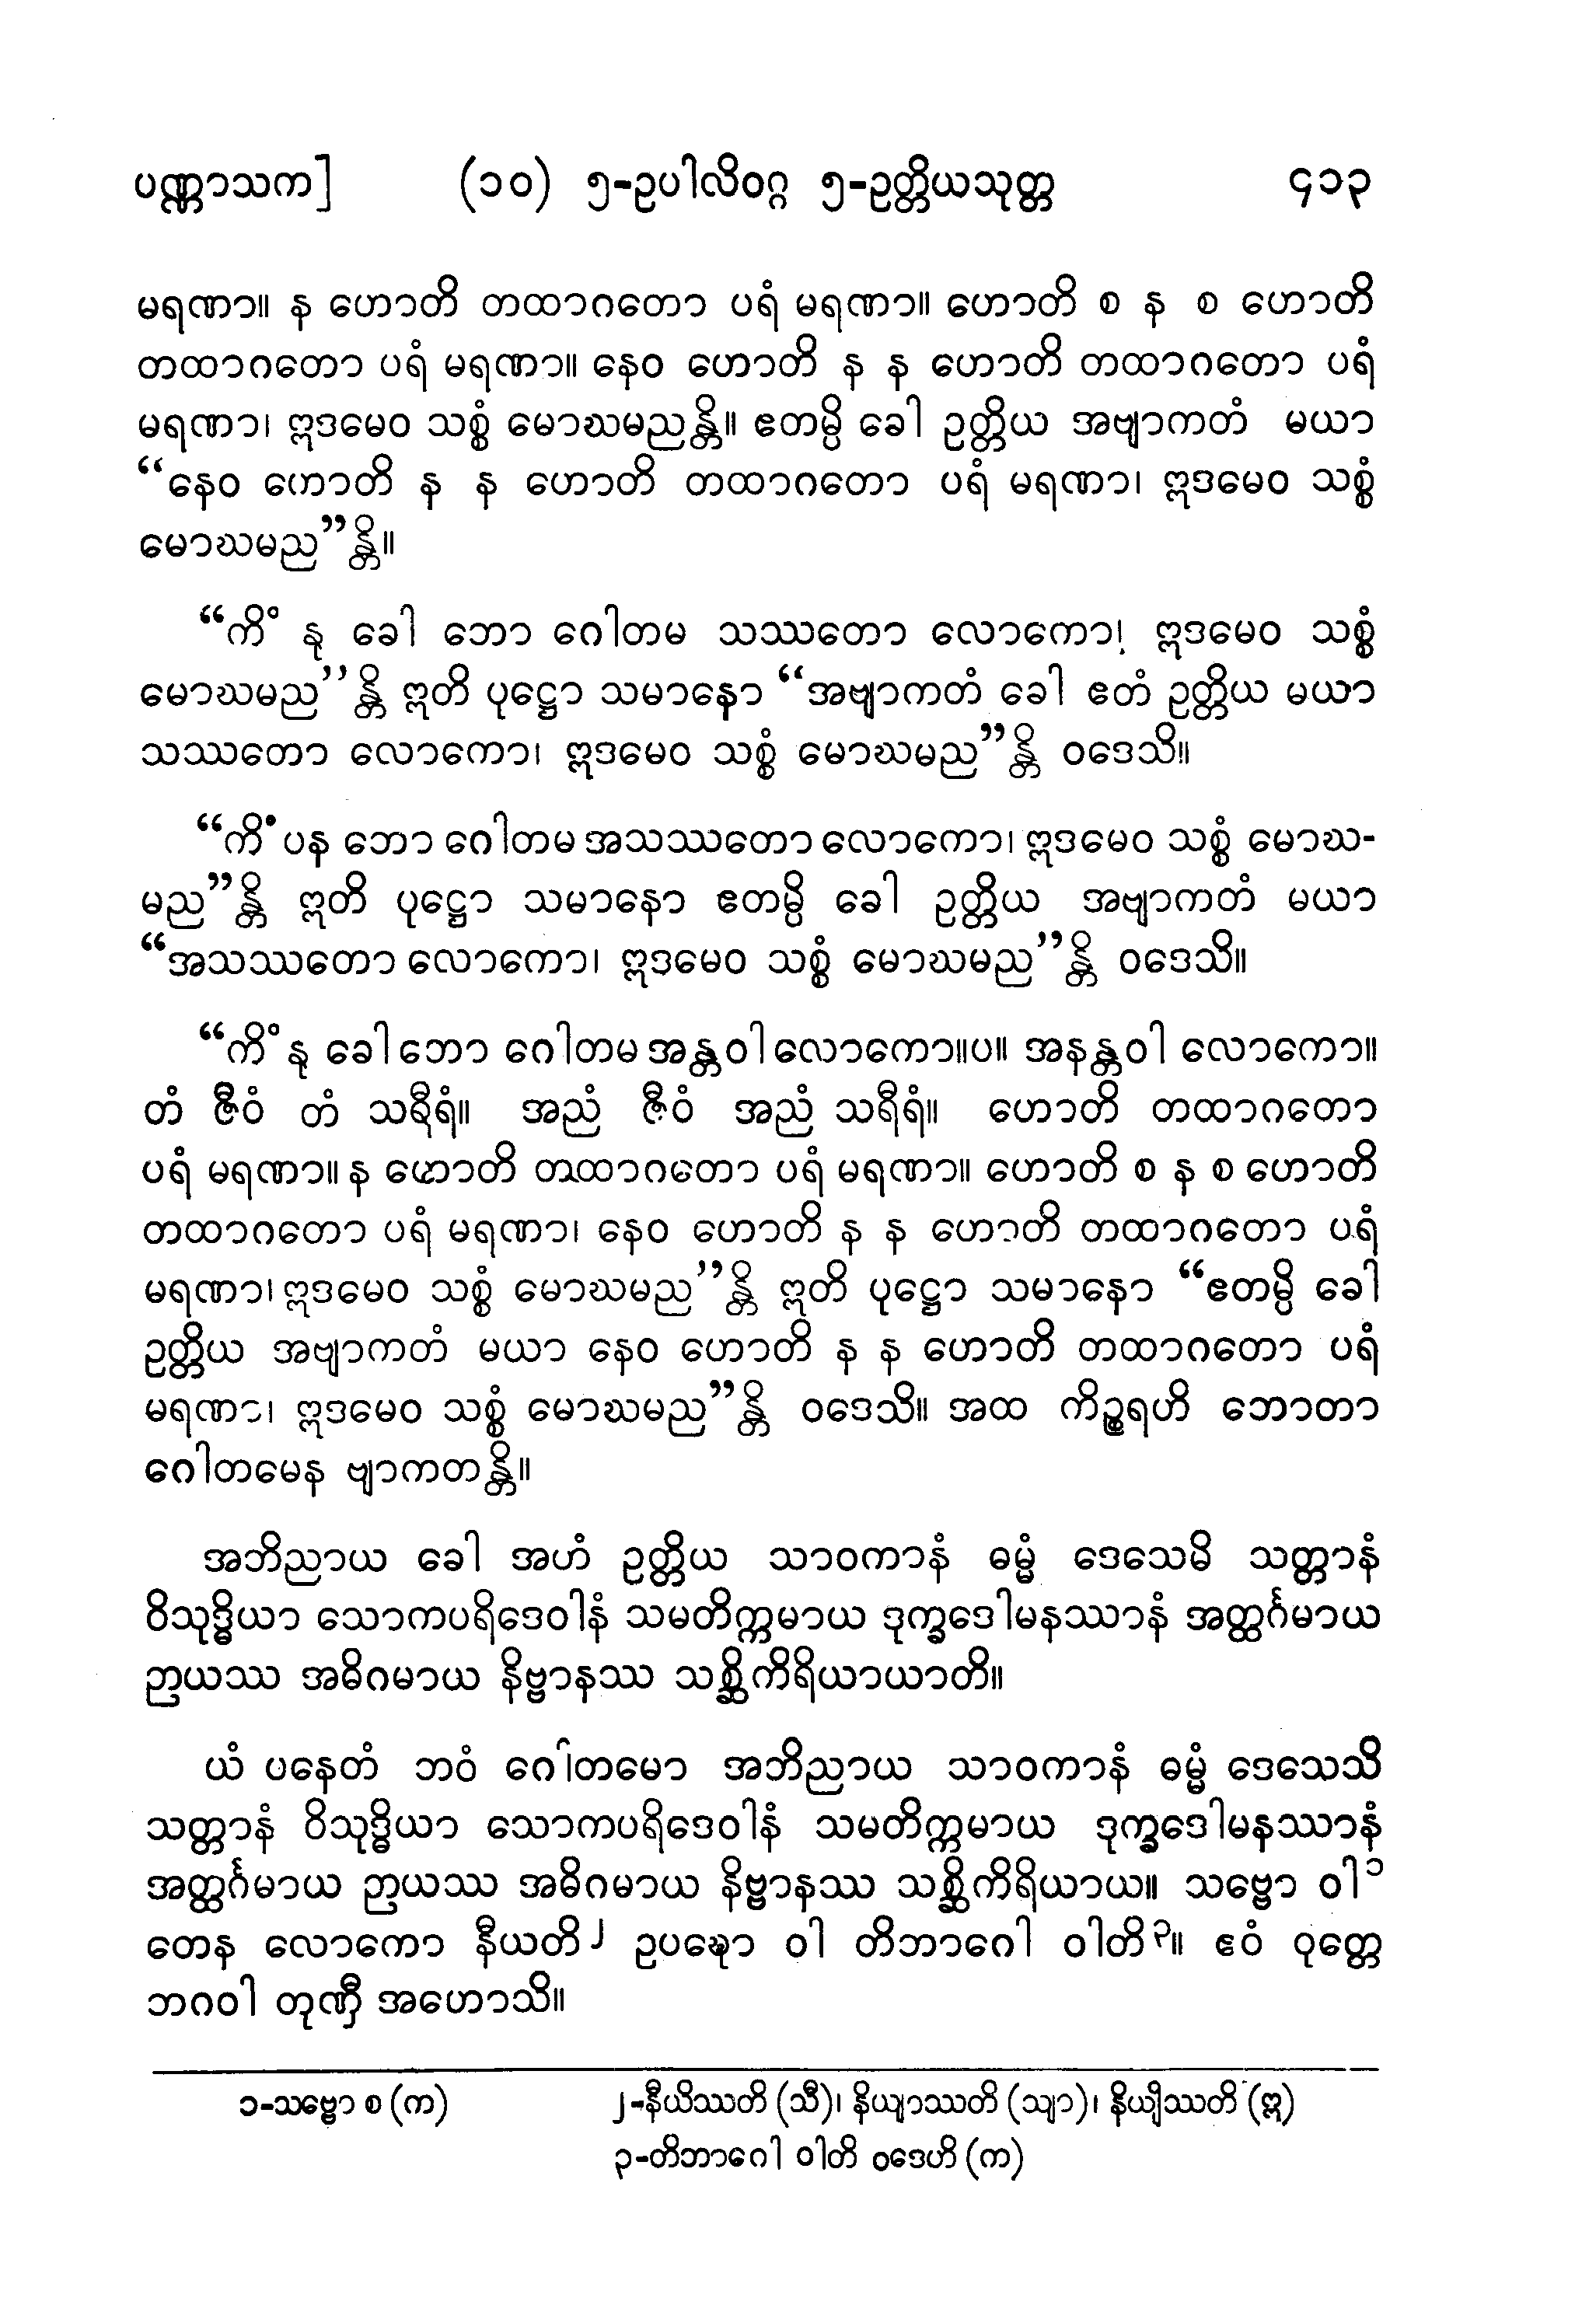 ပဏ္ဏာသက] (၁၀) ၅-ဥပါလိဝဂ္ဂ ၅-ဥတ္တိယသုတ္တ ၄၁၃
မရဏာ။ န ဟောတိ တထာဂတော ပရံ မရဏာ။ ဟောတိ စ န စ ဟောတိ
တထာဂတော ပရံ မရဏာ။ နေဝ ဟောတိ န န ဟောတိ တထာဂတော ပရံ
မရဏာ၊ ဣဒမေဝ သစ္စံ မောဃမညန္တိ။ ဧတမ္ပိ ခေါ ဥတ္တိယ အဗျာကတံ မယာ
“နေဝ ဟောတိ န န ဟောတိ တထာဂတော ပရံ မရဏာ၊ ဣဒမေဝ သစ္စံ
မောဃမည”န္တိ။
“ကိံ နု ခေါ ဘော ဂေါတမ သဿတော လောကော၊ ဣဒမေဝ သစ္စံ
မောဃမည”န္တိ ဣတိ ပုဋ္ဌော သမာနော “အဗျာကတံ ခေါ ဧတံ ဥတ္တိယ မယာ
သဿတော လောကော၊ ဣဒမေဝ သစ္စံ မောဃမည”န္တိ ဝဒေသိ။
“ကိံ ပန ဘော ဂေါတမ အသဿတော လောကော၊ ဣဒမေဝ သစ္စံ မောဃ-
မည”န္တိ ဣတိ ပုဋ္ဌော သမာနော ဧတမ္ပိ ခေါ ဥတ္တိယ အဗျာကတံ မယာ
“အသဿတော လောကော၊ ဣဒမေဝ သစ္စံ မောဃမည”န္တိ ဝဒေသိ။
“ကိံ နု ခေါ ဘော ဂေါတမ အန္တဝါ လောကော။ပ။ အနန္တဝါ လောကော။
တံ ဇီဝံ တံ သရီရံ။ အညံ ဇီဝံ အညံ သရီရံ။ ဟောတိ တထာဂတော
ပရံ မရဏာ။ န ဟောတိ တထာဂတော ပရံ မရဏာ။ ဟောတိ စ န စ ဟောတိ
တထာဂတော ပရံ မရဏာ၊ နေဝ ဟောတိ န န ဟောတိ တထာဂတော ပရံ
မရဏာ၊ ဣဒမေဝ သစ္စံ မောဃမည”န္တိ ဣတိ ပုဋ္ဌော သမာနော “ဧတမ္ပိ ခေါ
ဥတ္တိယ အဗျာကတံ မယာ နေဝ ဟောတိ န န ဟောတိ တထာဂတော ပရံ
မရဏာ၊ ဣဒမေဝ သစ္စံ မောဃမည”န္တိ ဝဒေသိ။ အထ ကိဉ္စရဟိ ဘောတာ
ဂေါတမေန ဗျာကတန္တိ။
အဘိညာယ ခေါ အဟံ ဥတ္တိယ သာဝကာနံ ဓမ္မံ ဒေသေမိ သတ္တာနံ
ဝိသုဒ္ဓိယာ သောကပရိဒေဝါနံ သမတိက္ကမာယ ဒုက္ခဒေါမနဿာနံ အတ္ထင်္ဂမာယ
ဉာယဿ အဓိဂမာယ နိဗ္ဗာနဿ သစ္ဆိကိရိယာယာတိ။
ယံ ပနေတံ ဘဝံ ဂေါတမော အဘိညာယ သာဝကာနံ ဓမ္မံ ဒေသေသိ
သတ္တာနံ ဝိသုဒ္ဓိယာ သောကပရိဒေဝါနံ သမတိက္ကမာယ ဒုက္ခဒေါမနဿာနံ
အတ္ထင်္ဂမာယ ဉာယဿ အဓိဂမာယ နိဗ္ဗာနဿ သစ္ဆိကိရိယာယ။ သဗ္ဗော ဝါ၁
တေန လောကော နီယတိ၂ ဥပဍ္ဎော ဝါ တိဘာဂေါ ဝါတိ၃။ ဧဝံ ဝုတ္တေ
ဘဂဝါ တုဏှီ အဟောသိ။
၁-သဗ္ဗော စ (က) ၂-နီယိဿတိ (သီ)၊ နိယျာဿတိ (သျာ)၊ နိယျိဿတိ (ဣ)
၃-တိဘာဂေါ ဝါတိ ဝဒေဟိ (က)